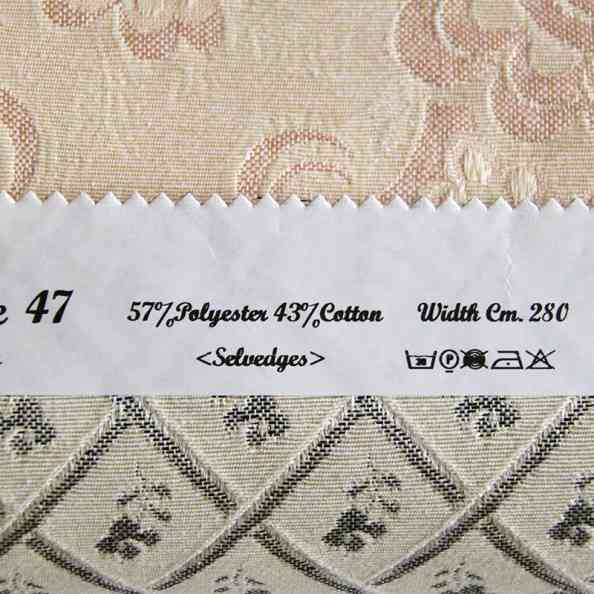 47 57%Polyester 43%Cotton Width Cm. 280
<Selvedges> P